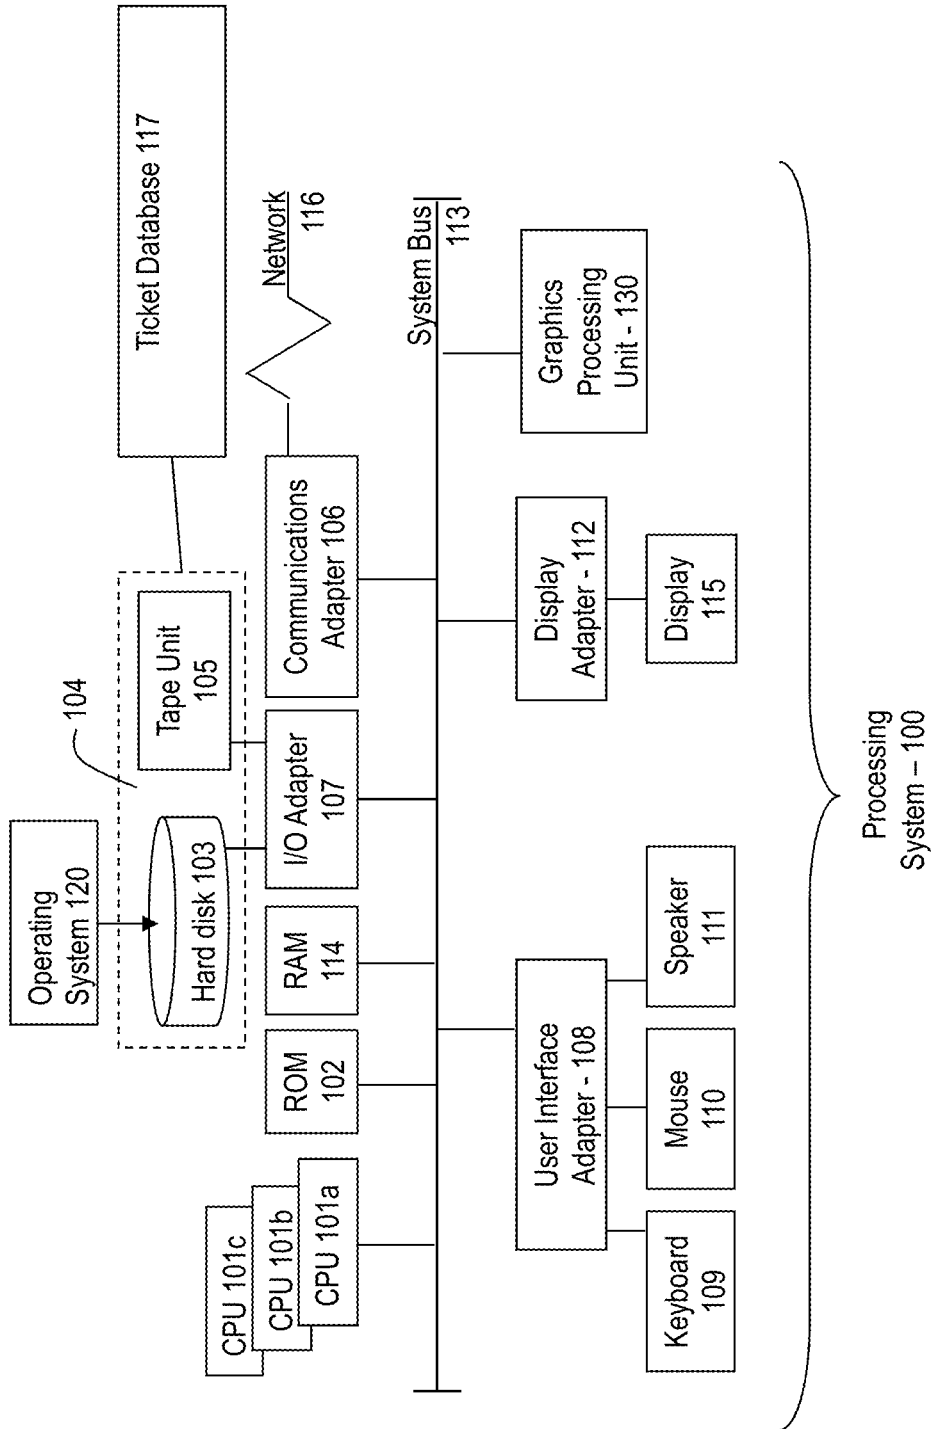 Operating
System 120
104
Ticket Database 117
Hard disk 103
Tape Unit
105
CPU 101c
CPU 101b
CPU 101a
ROM
102
RAM
114
I/O Adapter
107
Communications
Adapter 106
Network
116
System Bus
113
User Interface
Adapter - 108
Display
Adapter - 112
Graphics
Processing
Unit - 130
Keyboard
109
Mouse
110
Speaker
111
Display
115
Processing
System – 100